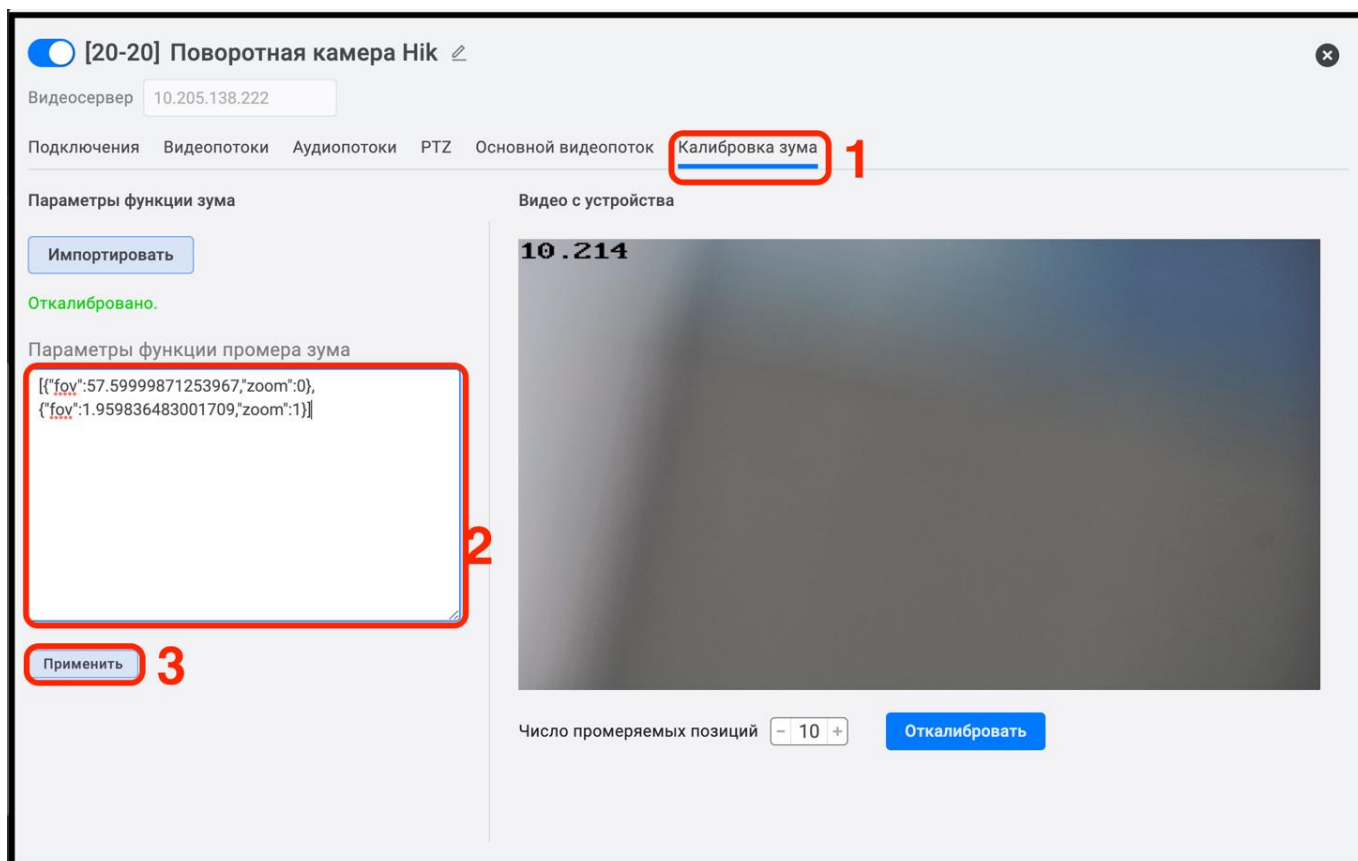 [20-20] Поворотная камера Hik
Видеосервер 10.205.138.222
Подключения Видеопотоки Аудиопотоки PTZ Основной видеопоток Калибровка зума 1
Параметры функции зума
Видео с устройства
Импортировать
10.214
Откалибровано.
Параметры функции промера зума
[{"fov":57.59999871253967,"zoom":0},
{"fov":1.959836483001709,"zoom":1}]
2
Применить 3
Число промеряемых позиций - 10 + Откалибровать